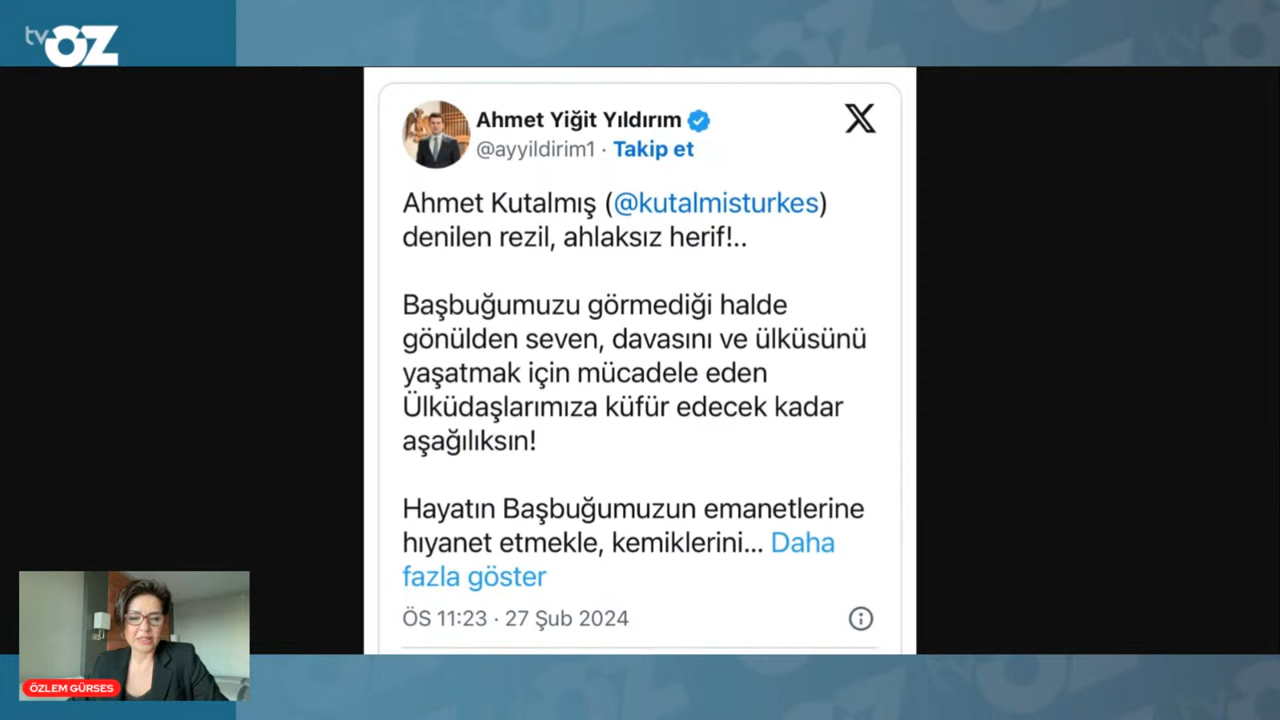 tv
ÖZ
Ahmet Yiğit Yıldırım
@ayyildirim1 · Takip et
Ahmet Kutalmış (@kutalmisturkes)
denilen rezil, ahlaksız herif!..
Başbuğumuzu görmediği halde
gönülden seven, davasını ve ülküsünü
yaşatmak için mücadele eden
Ülküdaşlarımıza küfür edecek kadar
aşağılıksın!
Hayatın Başbuğumuzun emanetlerine
hıyanet etmekle, kemiklerini... Daha
fazla göster
ÖS 11:23 · 27 Şub 2024
ÖZLEM GÜRSES